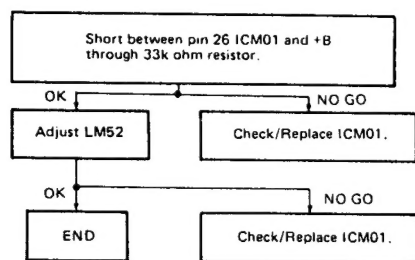 Short between pin 26 ICM01 and +B
through 33k ohm resistor.
OK
NO GO
Adjust LM52
Check/Replace ICM01.
OK
NO GO
END
Check/Replace ICM01.